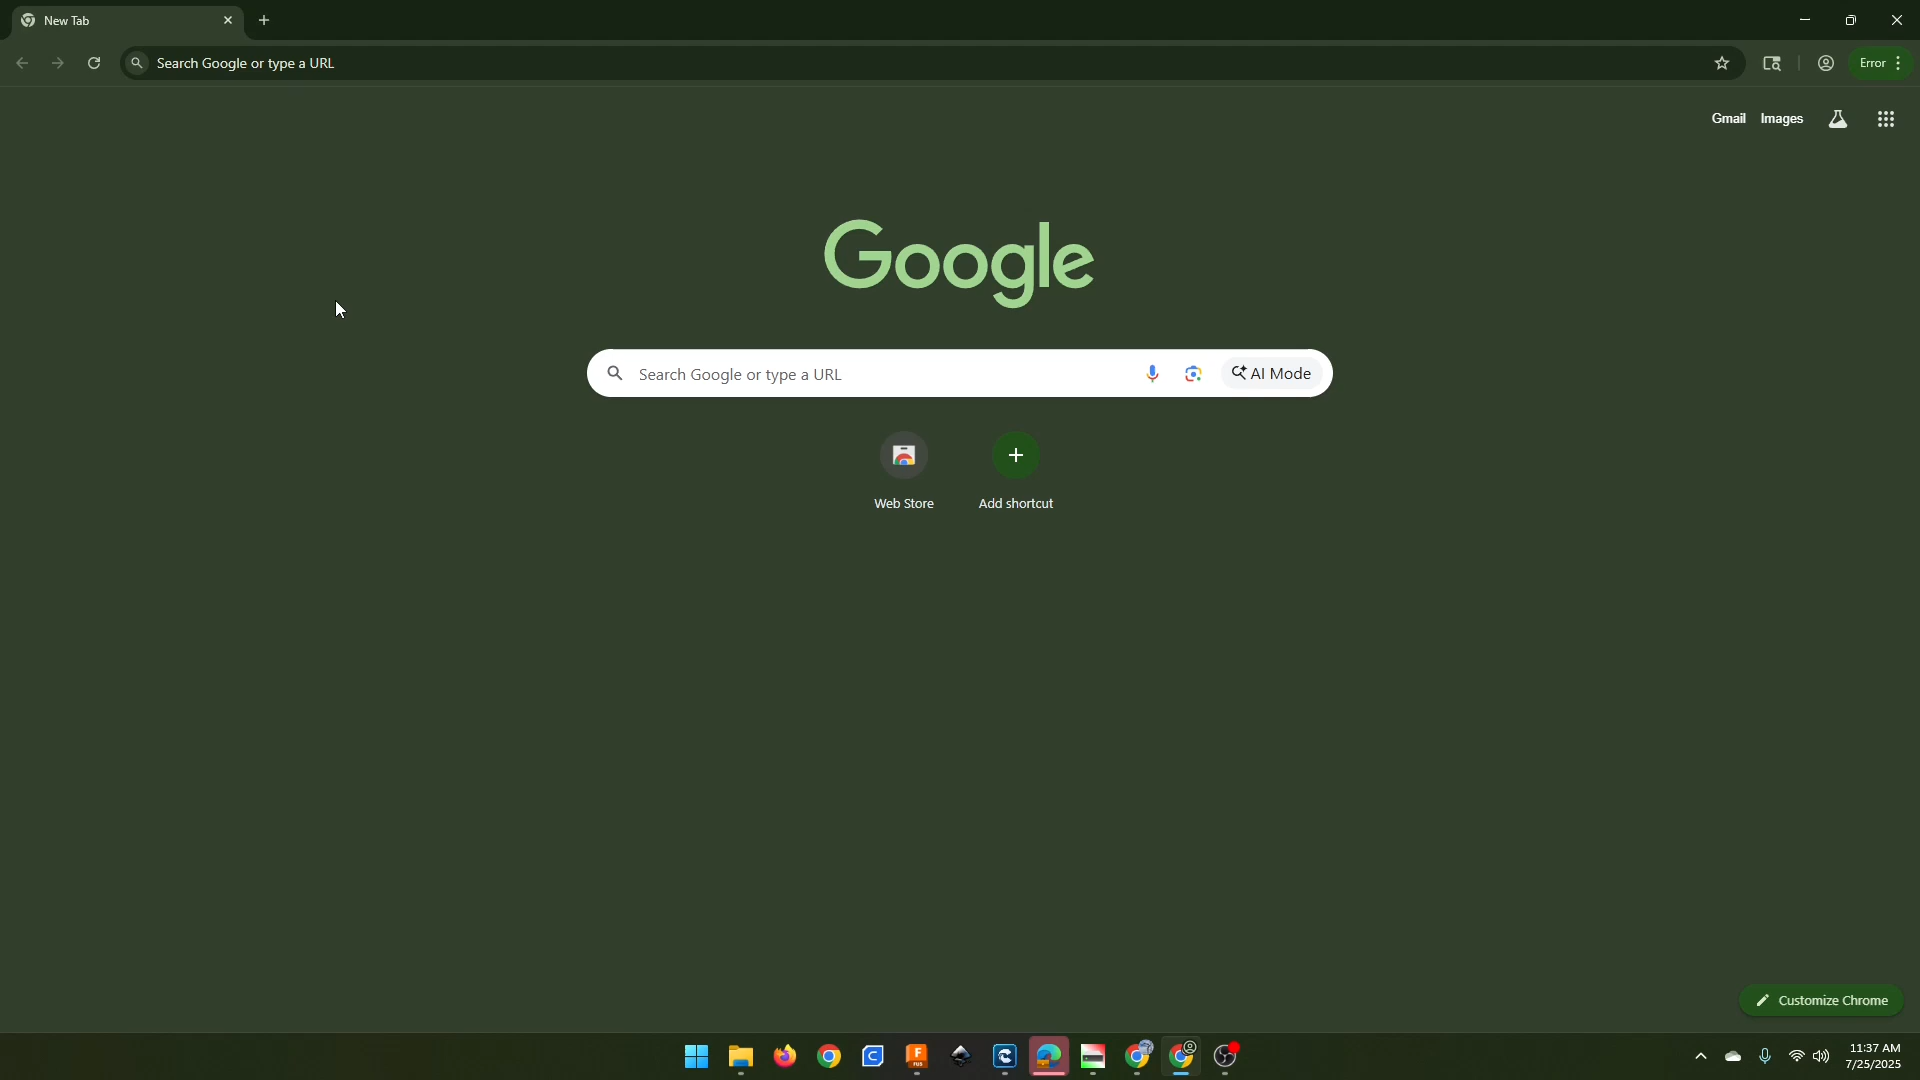 New Tab
Search Google or type a URL
Error
Gmail Images
Google
Search Google or type a URL
AI Mode
Web Store
Add shortcut
Customize Chrome
11:37 AM
7/25/2025